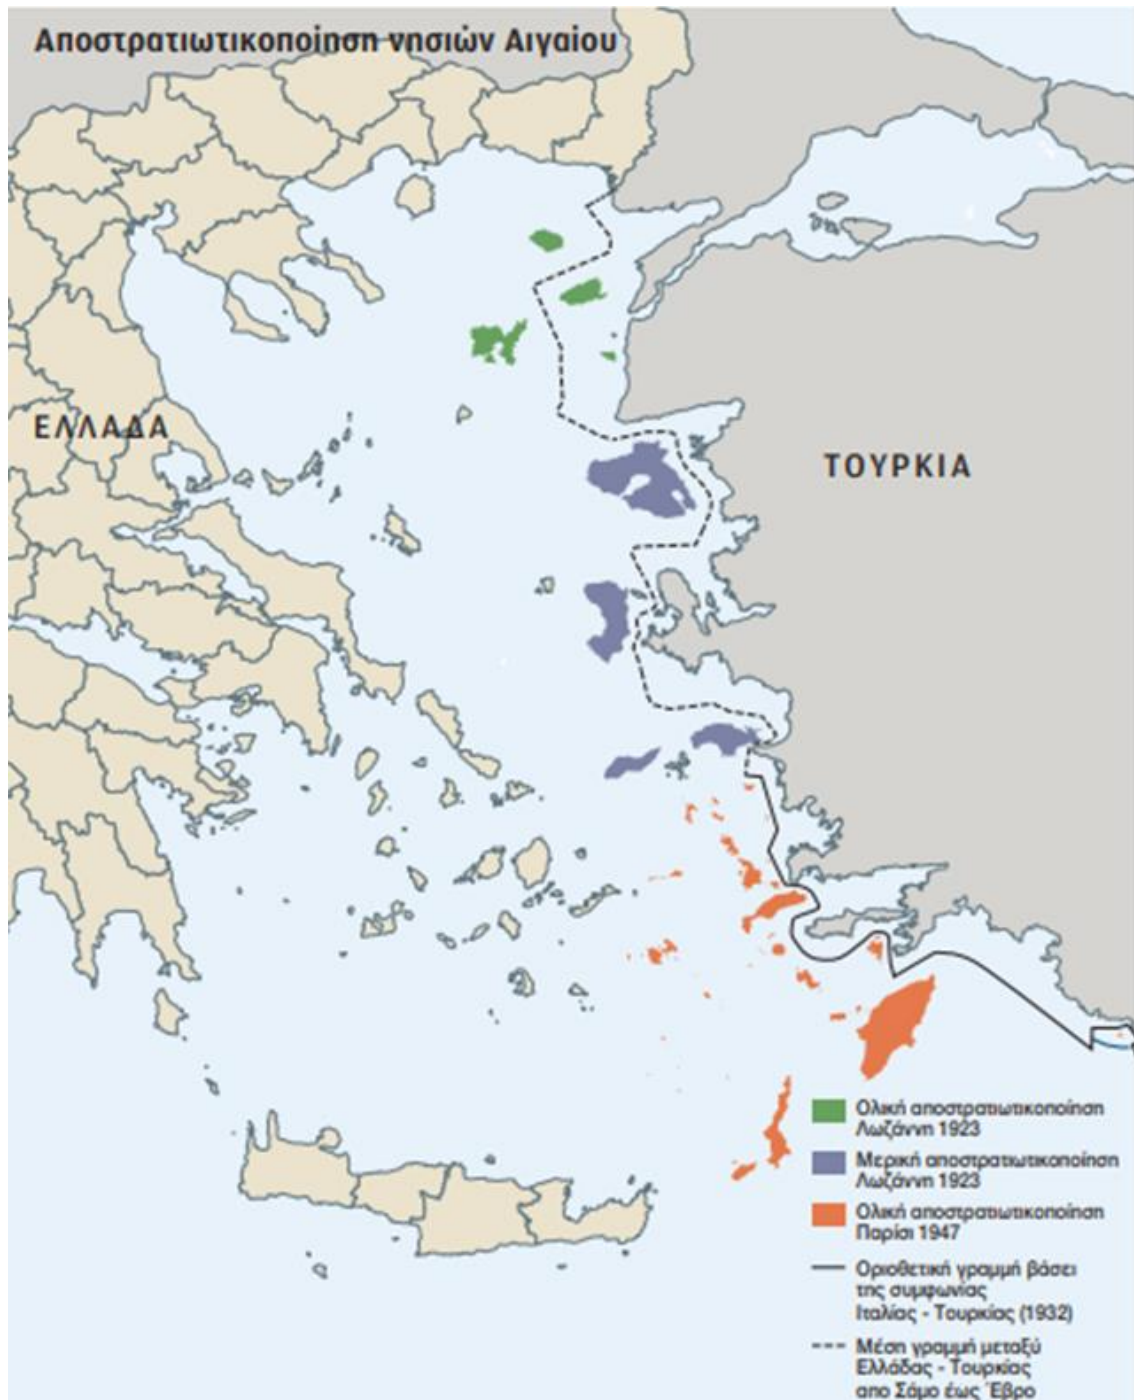 Αποστρατιωτικοποίηση νησιών Αιγαίου
ΕΛΛΑΔΑ
ΤΟΥΡΚΙΑ
Ολική αποστρατιωτικοποίηση
Λωζάννη 1923
Μερική αποστρατιωτικοποίηση
Λωζάννη 1923
Ολική αποστρατιωτικοποίηση
Παρίσι 1947
Οριοθετική γραμμή βάσει
της συμφωνίας
Ιταλίας - Τουρκίας (1932)
Μέση γραμμή μεταξύ
Ελλάδας - Τουρκίας
απο Σάμο έως Έβρο